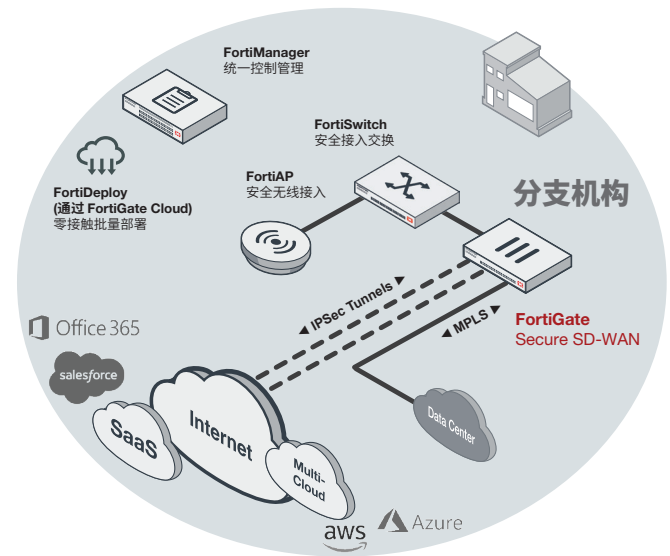 FortiManager
统一控制管理
FortiSwitch
安全接入交换
FortiAP
安全无线接入
FortiDeploy
(通过 FortiGate Cloud)
零接触批量部署
分支机构
IPSec Tunnels
MPLS
FortiGate
Secure SD-WAN
Office 365
salesforce
SaaS
Internet
Multi-
Cloud
Data Center
aws
Azure